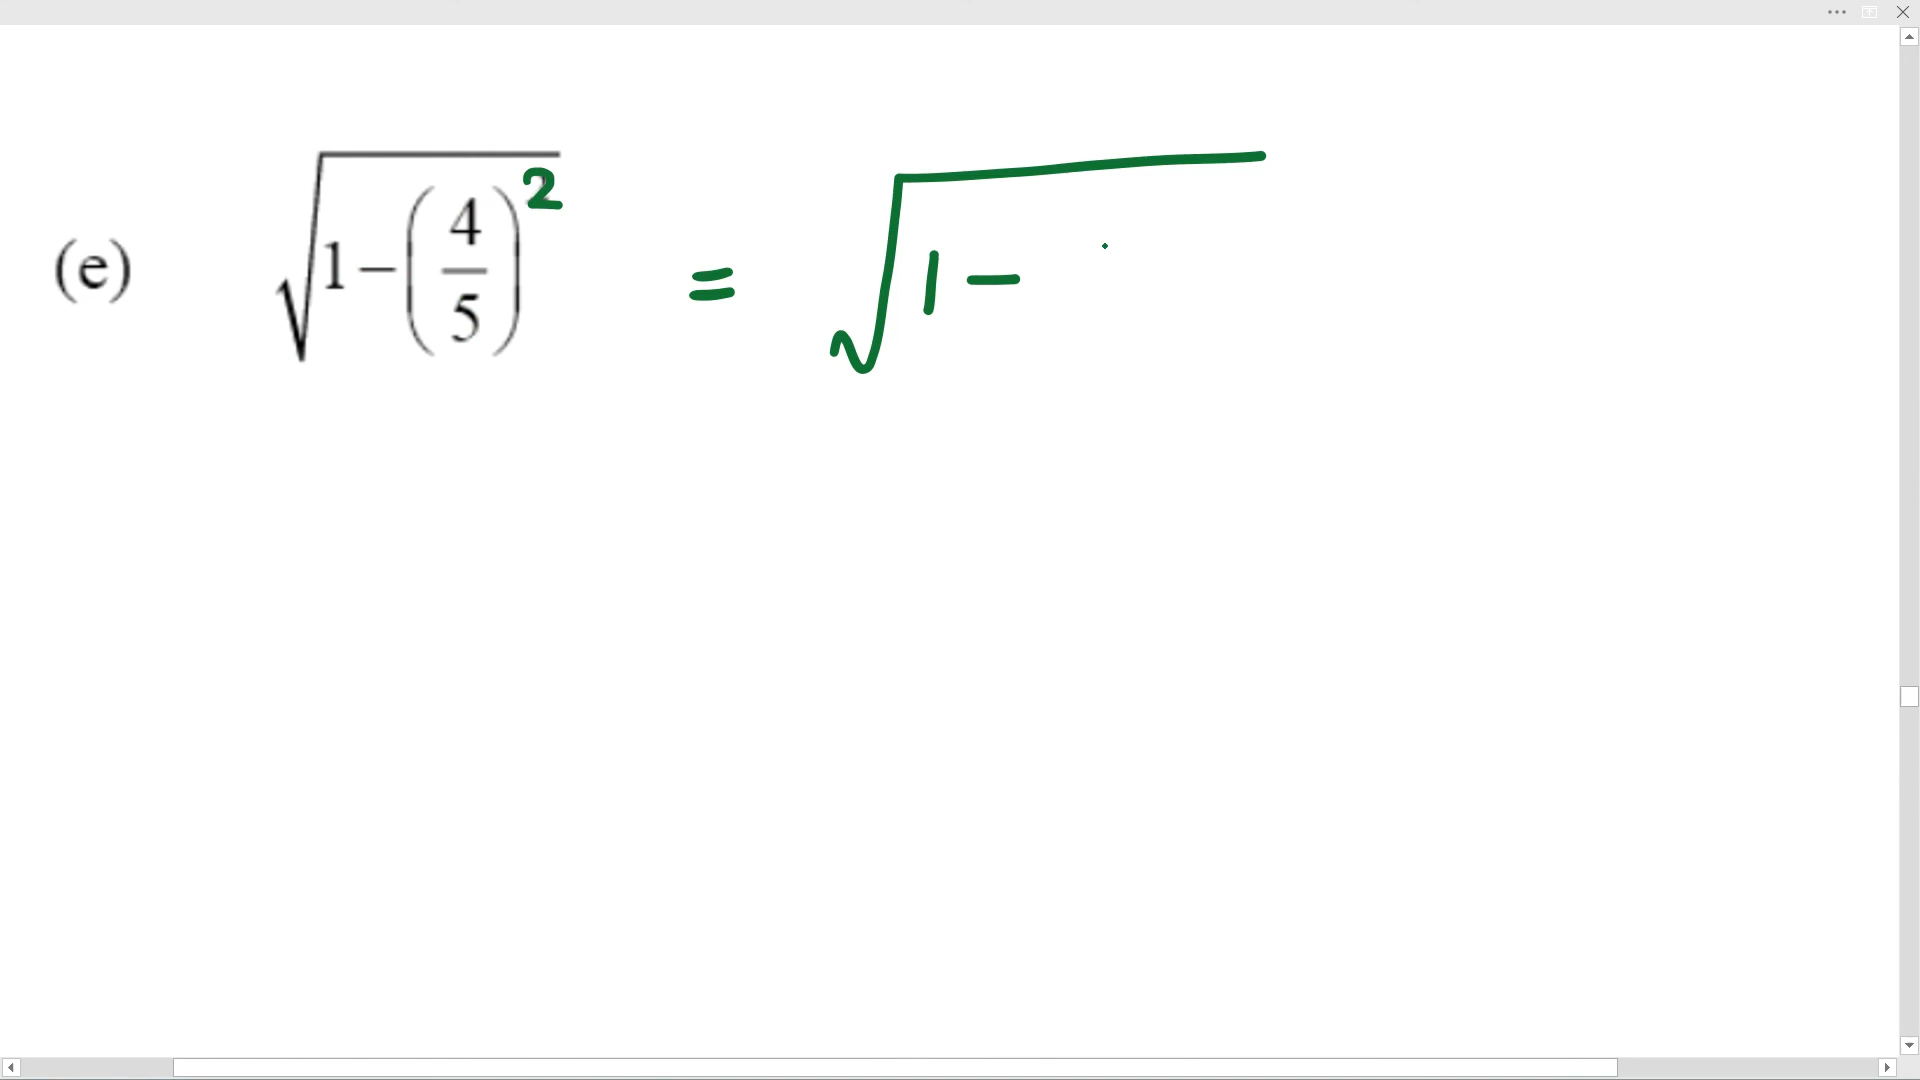 (e) √(1−(4/5)²) = √(1 −